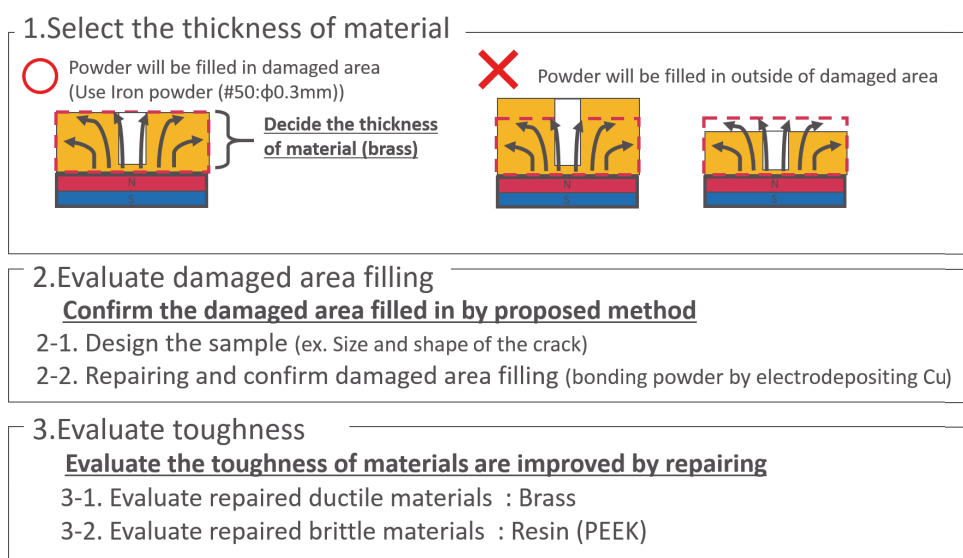 1.Select the thickness of material
Powder will be filled in damaged area
(Use Iron powder (#50:ϕ0.3mm))
Decide the thickness
of material (brass)
N
S
Powder will be filled in outside of damaged area
N
S
N
S
2.Evaluate damaged area filling
Confirm the damaged area filled in by proposed method
2-1. Design the sample (ex. Size and shape of the crack)
2-2. Repairing and confirm damaged area filling (bonding powder by electrodepositing Cu)
3.Evaluate toughness
Evaluate the toughness of materials are improved by repairing
3-1. Evaluate repaired ductile materials : Brass
3-2. Evaluate repaired brittle materials : Resin (PEEK)